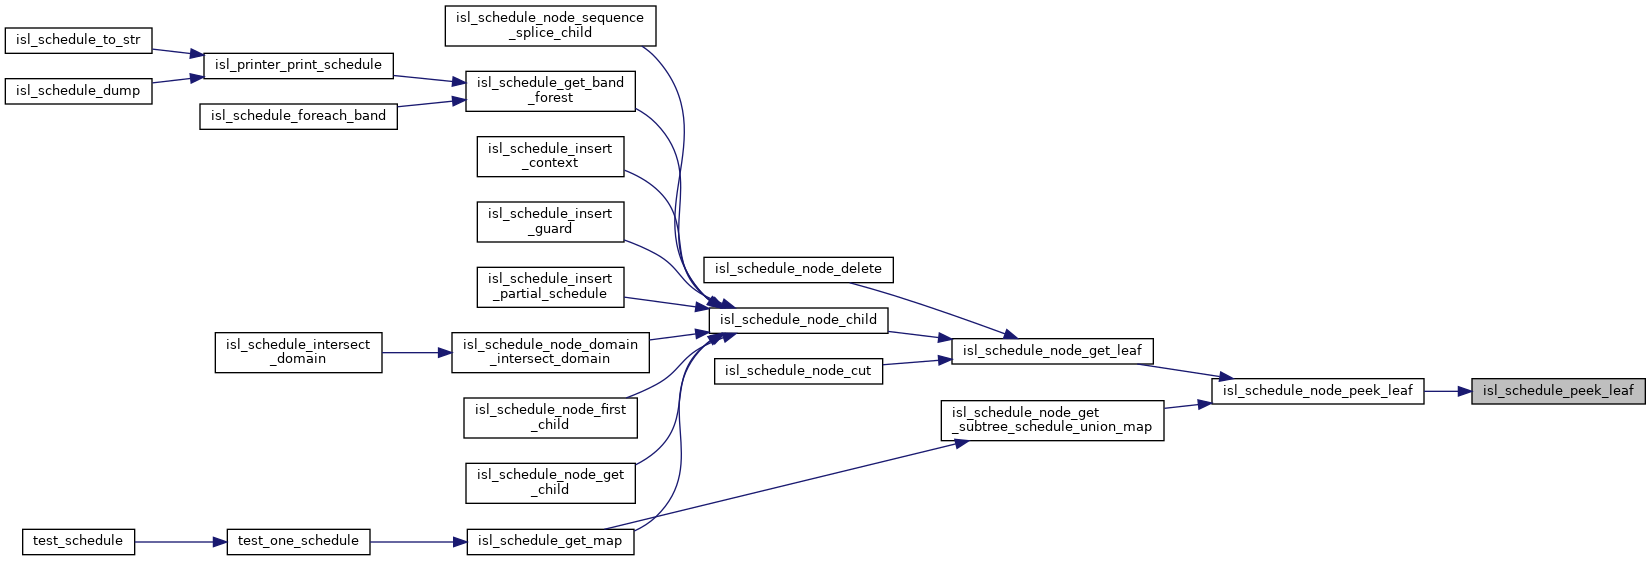 isl_schedule_node_sequence
_splice_child
isl_schedule_to_str
isl_printer_print_schedule
isl_schedule_get_band
_forest
isl_schedule_dump
isl_schedule_foreach_band
isl_schedule_insert
_context
isl_schedule_insert
_guard
isl_schedule_node_delete
isl_schedule_insert
_partial_schedule
isl_schedule_node_child
isl_schedule_intersect
_domain
isl_schedule_node_domain
_intersect_domain
isl_schedule_node_get_leaf
isl_schedule_node_cut
isl_schedule_node_peek_leaf
isl_schedule_peek_leaf
isl_schedule_node_first
_child
isl_schedule_node_get
_subtree_schedule_union_map
isl_schedule_node_get
_child
test_schedule
test_one_schedule
isl_schedule_get_map